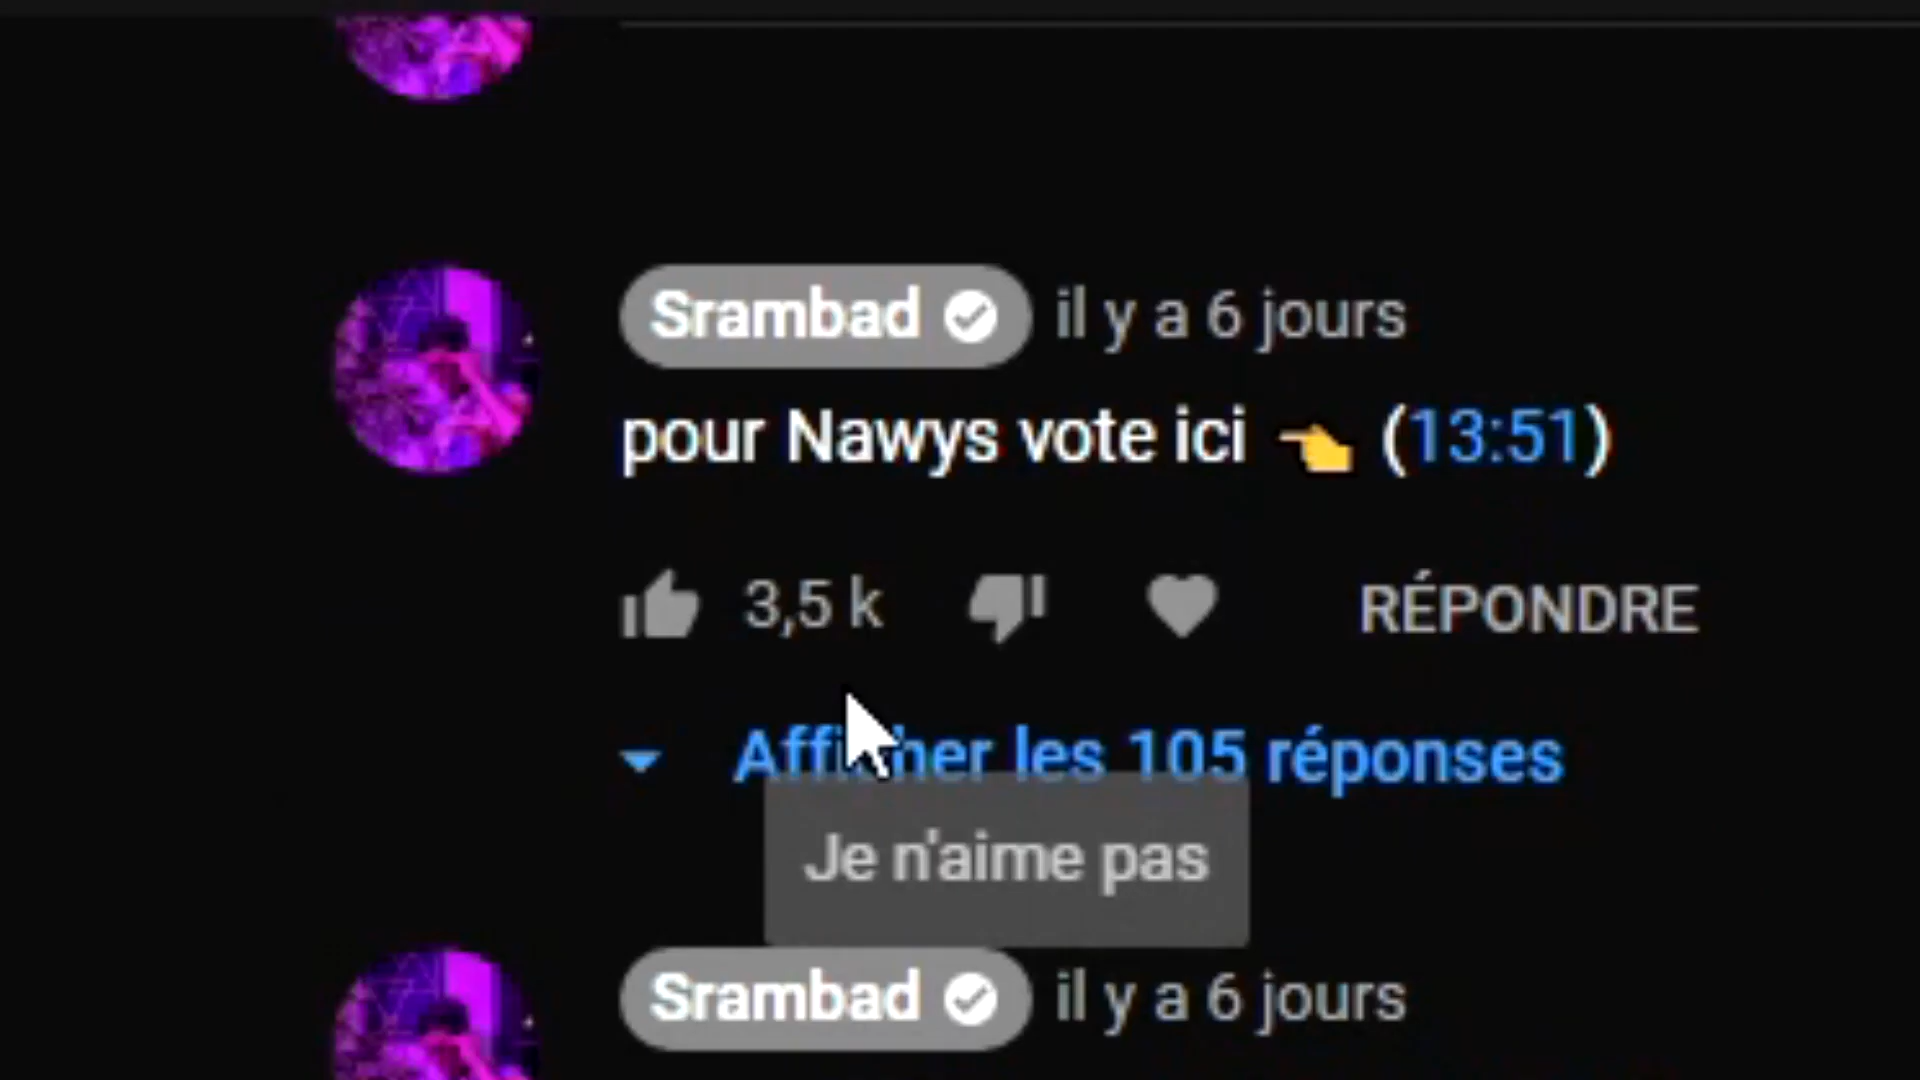 Srambad il y a 6 jours
pour Nawys vote ici 👈 (13:51)
3,5 k RÉPONDRE
Afficher les 105 réponses
Je n'aime pas
Srambad il y a 6 jours